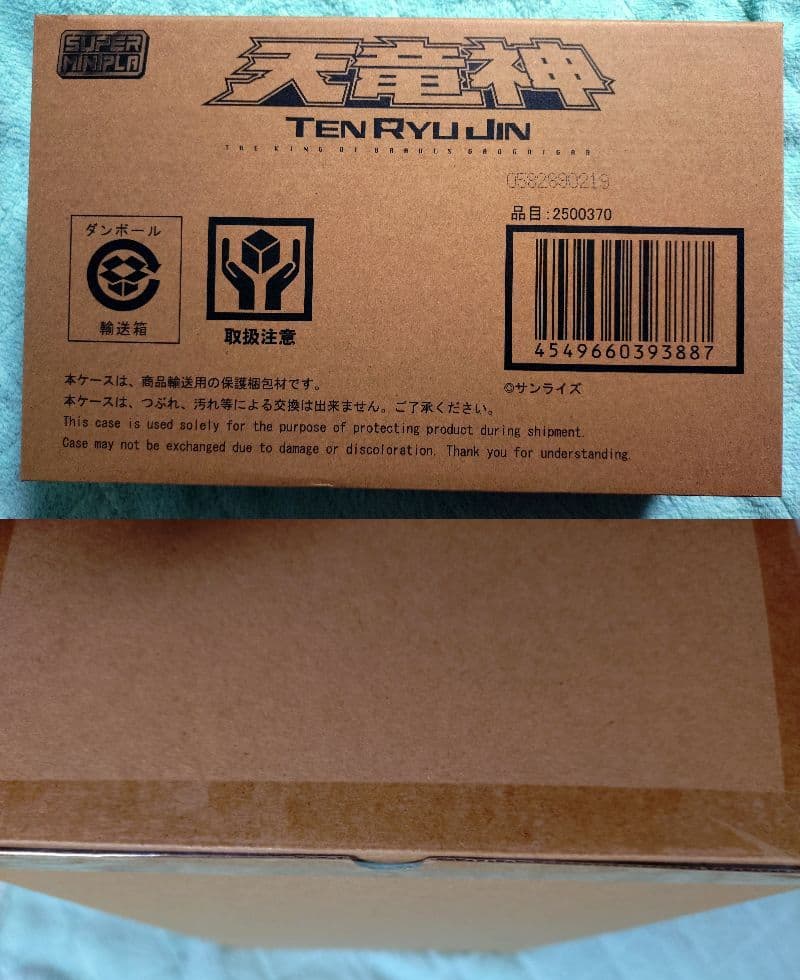 SUPER
MINIPLA
天竜神
TEN RYU JIN
THE KING OF BRAVES GAOGAIGAR
0582890219
品目:2500370
ダンボール
輸送箱
取扱注意
4549660393887
©サンライズ
本ケースは、商品輸送用の保護梱包材です。
本ケースは、つぶれ、汚れ等による交換は出来ません。ご了承ください。
This case is used solely for the purpose of protecting product during shipment.
Case may not be exchanged due to damage or discoloration. Thank you for understanding.